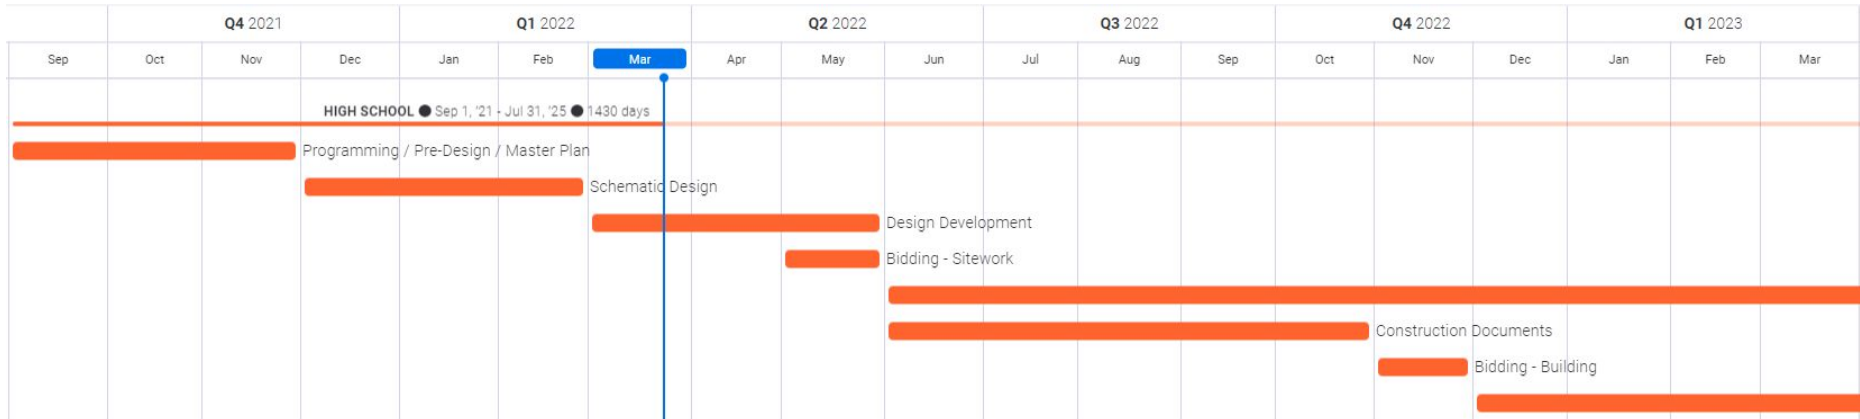 Q4 2021 Q1 2022 Q2 2022 Q3 2022 Q4 2022 Q1 2023
Sep Oct Nov Dec Jan Feb Mar Apr May Jun Jul Aug Sep Oct Nov Dec Jan Feb Mar
HIGH SCHOOL ● Sep 1, '21 - Jul 31, '25 ● 1430 days
Programming / Pre-Design / Master Plan
Schematic Design
Design Development
Bidding - Sitework
Construction Documents
Bidding - Building